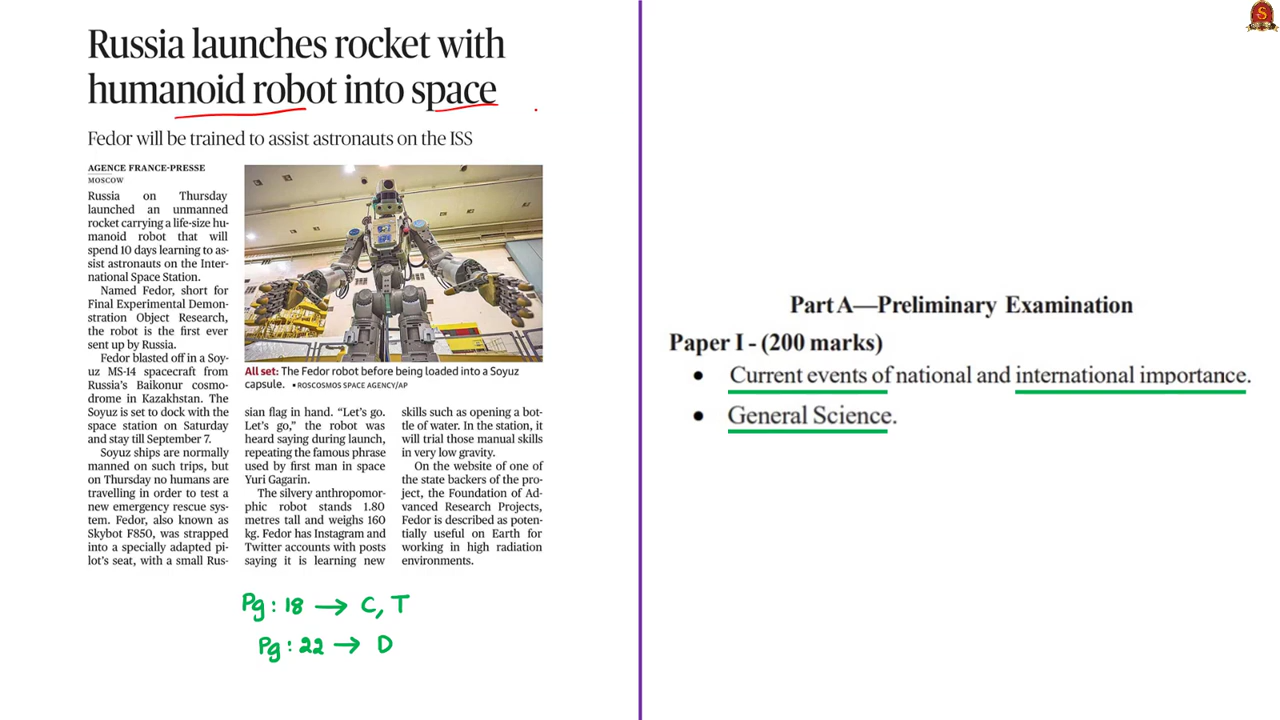 Russia launches rocket with
humanoid robot into space
Fedor will be trained to assist astronauts on the ISS
AGENCE FRANCE-PRESSE
MOSCOW
Russia on Thursday
launched an unmanned
rocket carrying a life-size hu-
manoid robot that will
spend 10 days learning to as-
sist astronauts on the Inter-
national Space Station.
Named Fedor, short for
Final Experimental Demon-
stration Object Research,
the robot is the first ever
sent up by Russia.
Fedor blasted off in a Soy-
uz MS-14 spacecraft from
Russia's Baikonur cosmo-
drome in Kazakhstan. The
Soyuz is set to dock with the
space station on Saturday
and stay till September 7.
Soyuz ships are normally
manned on such trips, but
on Thursday no humans are
travelling in order to test a
new emergency rescue sys-
tem. Fedor, also known as
Skybot F850, was strapped
into a specially adapted pi-
lot's seat, with a small Rus-
All set: The Fedor robot before being loaded into a Soyuz
capsule. • ROSCOSMOS SPACE AGENCY/AP
sian flag in hand. “Let's go.
Let's go,” the robot was
heard saying during launch,
repeating the famous phrase
used by first man in space
Yuri Gagarin.
The silvery anthropomor-
phic robot stands 1.80
metres tall and weighs 160
kg. Fedor has Instagram and
Twitter accounts with posts
saying it is learning new
skills such as opening a bot-
tle of water. In the station, it
will trial those manual skills
in very low gravity.
On the website of one of
the state backers of the pro-
ject, the Foundation of Ad-
vanced Research Projects,
Fedor is described as poten-
tially useful on Earth for
working in high radiation
environments.
Pg : 18 → C, T
Pg : 22 → D
S
Part A—Preliminary Examination
Paper I - (200 marks)
• Current events of national and international importance.
• General Science.